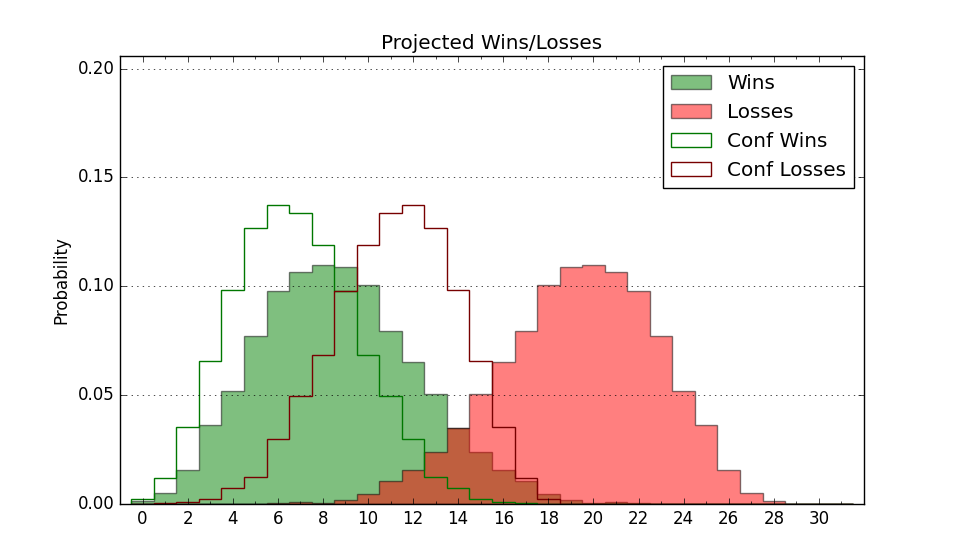 Projected Wins/Losses
0.20
0.15
0.10
0.05
0.00
Probability
Wins
Losses
Conf Wins
Conf Losses
0 2 4 6 8 10 12 14 16 18 20 22 24 26 28 30